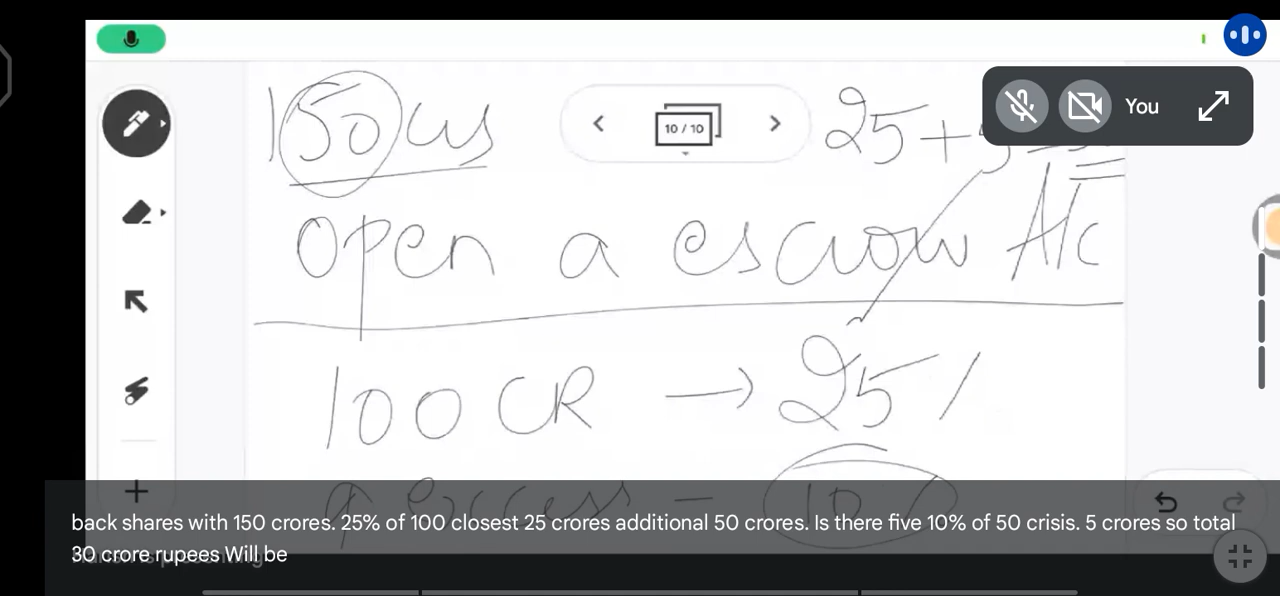 150 crs
10 / 10
25 +
You
open a escrow A/c
100 CR → 25 %
& excess - 10 %
back shares with 150 crores. 25% of 100 closest 25 crores additional 50 crores. Is there five 10% of 50 crisis. 5 crores so total
30 crore rupees Will be